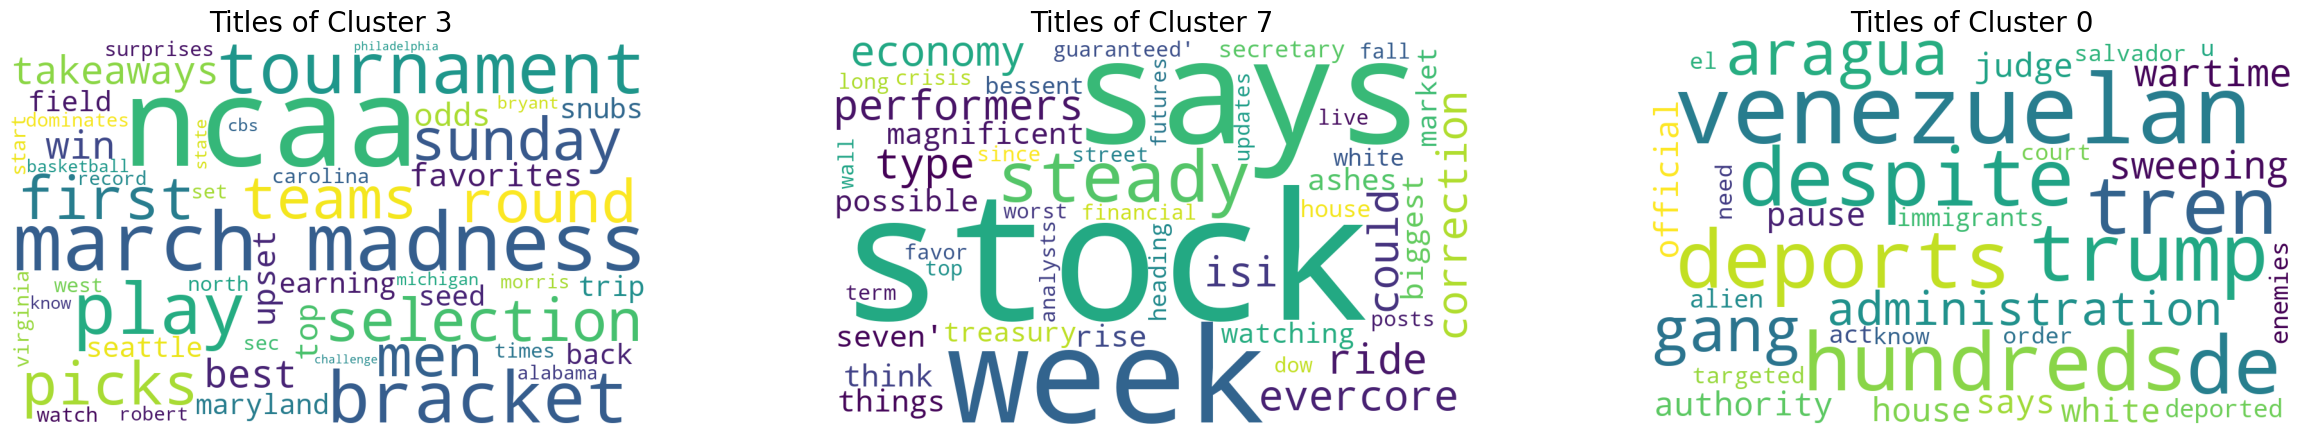 Titles of Cluster 3
surprises
philadelphia
takeaways
tournament
field
ncaa
odds
bryant
snubs
dominates
cbs
start
win
state
sunday
basketball
record
carolina
favorites
first
set
teams
round
march
madness
upset
west
north
earning
michigan
morris
trip
virginia
know
play
seed
top
selection
seattle
sec
challenge
men
times
back
picks
best
alabama
watch
robert
maryland
bracket
Titles of Cluster 7
economy
guaranteed'
secretary
fall
long
crisis
bessent
says
futures
updates
market
performers
magnificent
live
wall
type
since
street
white
steady
ashes
possible
worst
financial
house
correction
stock
favor
top
analysts
heading
isi
could
biggest
term
posts
seven'
treasury
rise
watching
think
week
dow
ride
things
evercore
Titles of Cluster 0
el
aragua
judge
salvador
u
wartime
venezuelan
official
despite
court
sweeping
need
pause
immigrants
tren
deports
trump
enemies
alien
administration
gang
act
know
order
hundreds
de
targeted
authority
house
says
white
deported